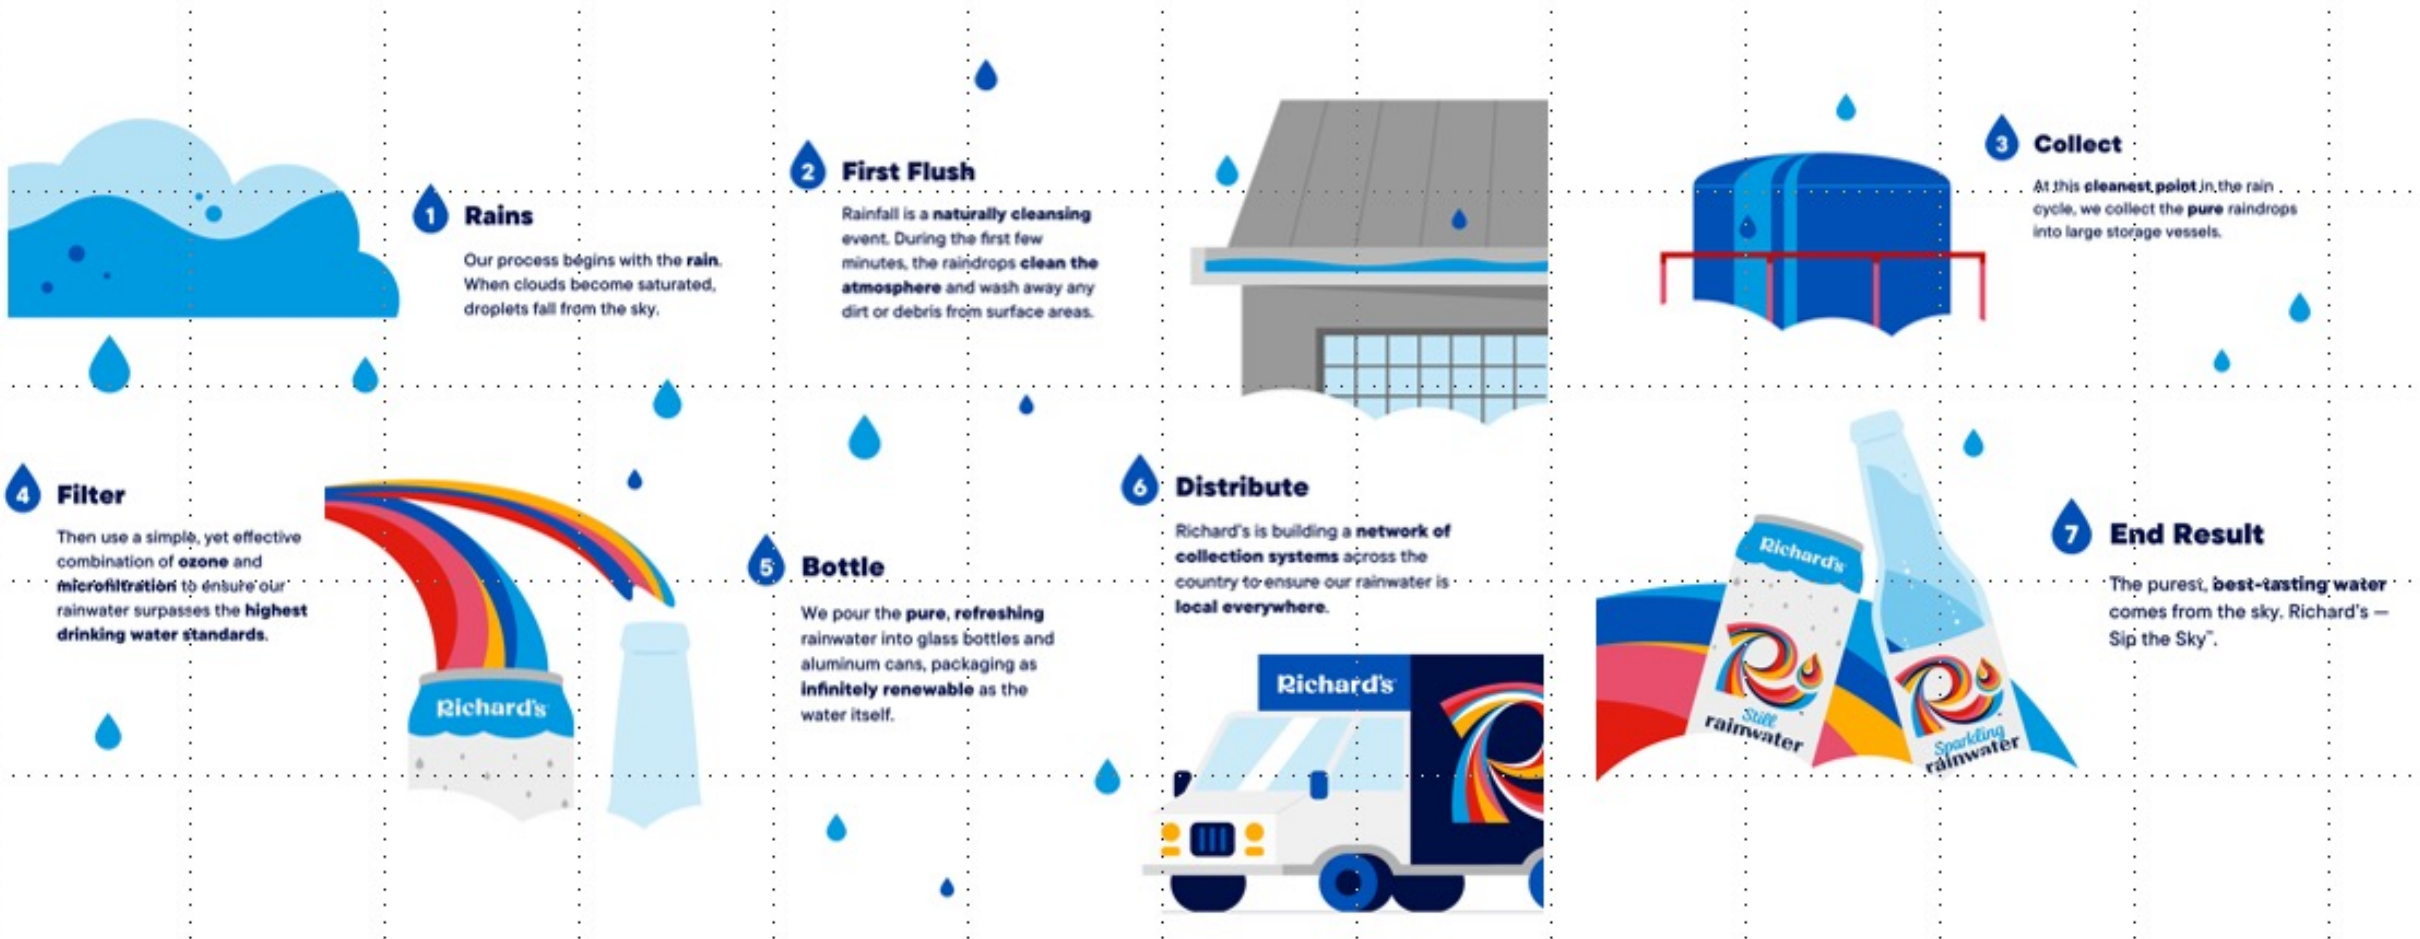 1
Rains
Our process begins with the rain.
When clouds become saturated,
droplets fall from the sky.
2
First Flush
Rainfall is a naturally cleansing
event. During the first few
minutes, the raindrops clean the
atmosphere and wash away any
dirt or debris from surface areas.
3
Collect
At this cleanest point in the rain
cycle, we collect the pure raindrops
into large storage vessels.
4
Filter
Then use a simple, yet effective
combination of ozone and
microfiltration to ensure our
rainwater surpasses the highest
drinking water standards.
Richard's
5
Bottle
We pour the pure, refreshing
rainwater into glass bottles and
aluminum cans, packaging as
infinitely renewable as the
water itself.
6
Distribute
Richard's is building a network of
collection systems across the
country to ensure our rainwater is
local everywhere.
Richard's
Richard's
Still
rainwater
Sparkling
rainwater
7
End Result
The purest, best-tasting water
comes from the sky. Richard's —
Sip the Sky™.